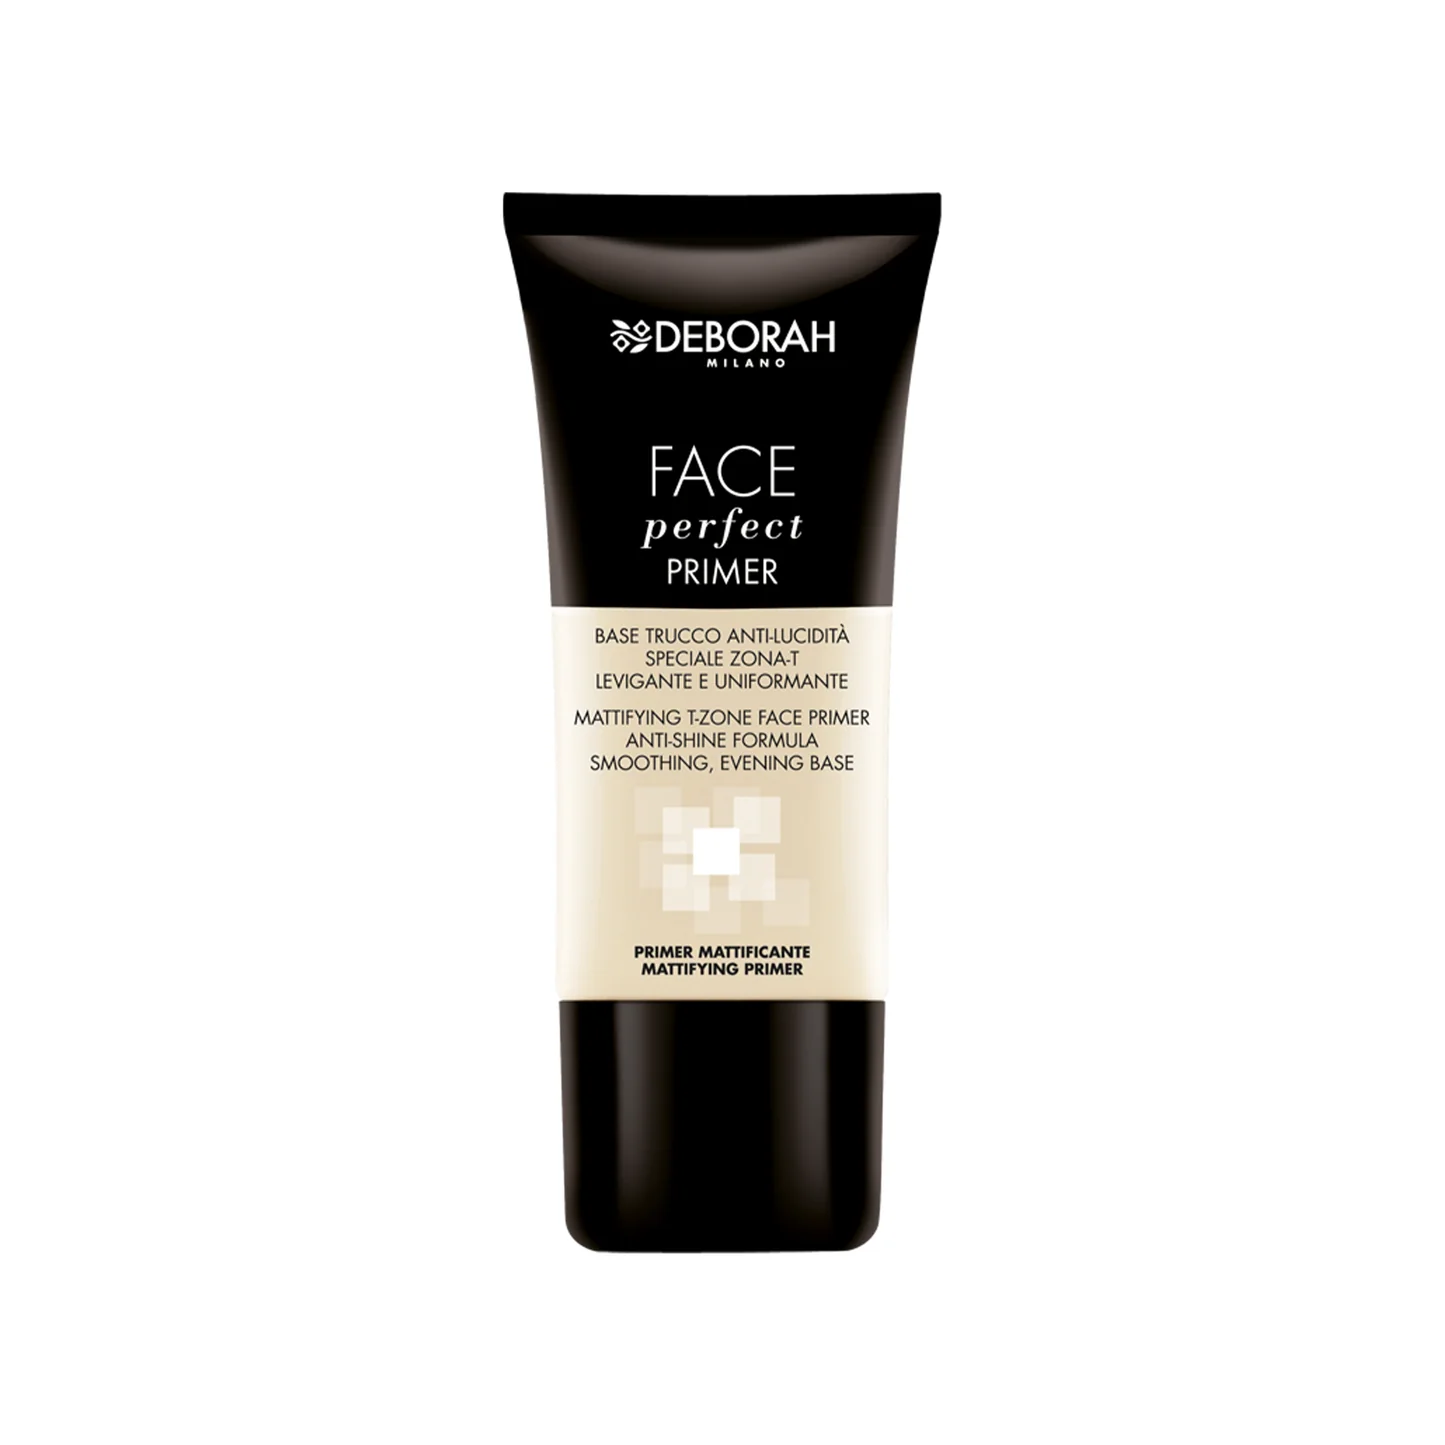 DEBORAH
MILANO
FACE
perfect
PRIMER
BASE TRUCCO ANTI-LUCIDITÀ
SPECIALE ZONA-T
LEVIGANTE E UNIFORMANTE
MATTIFYING T-ZONE FACE PRIMER
ANTI-SHINE FORMULA
SMOOTHING, EVENING BASE
PRIMER MATTIFICANTE
MATTIFYING PRIMER